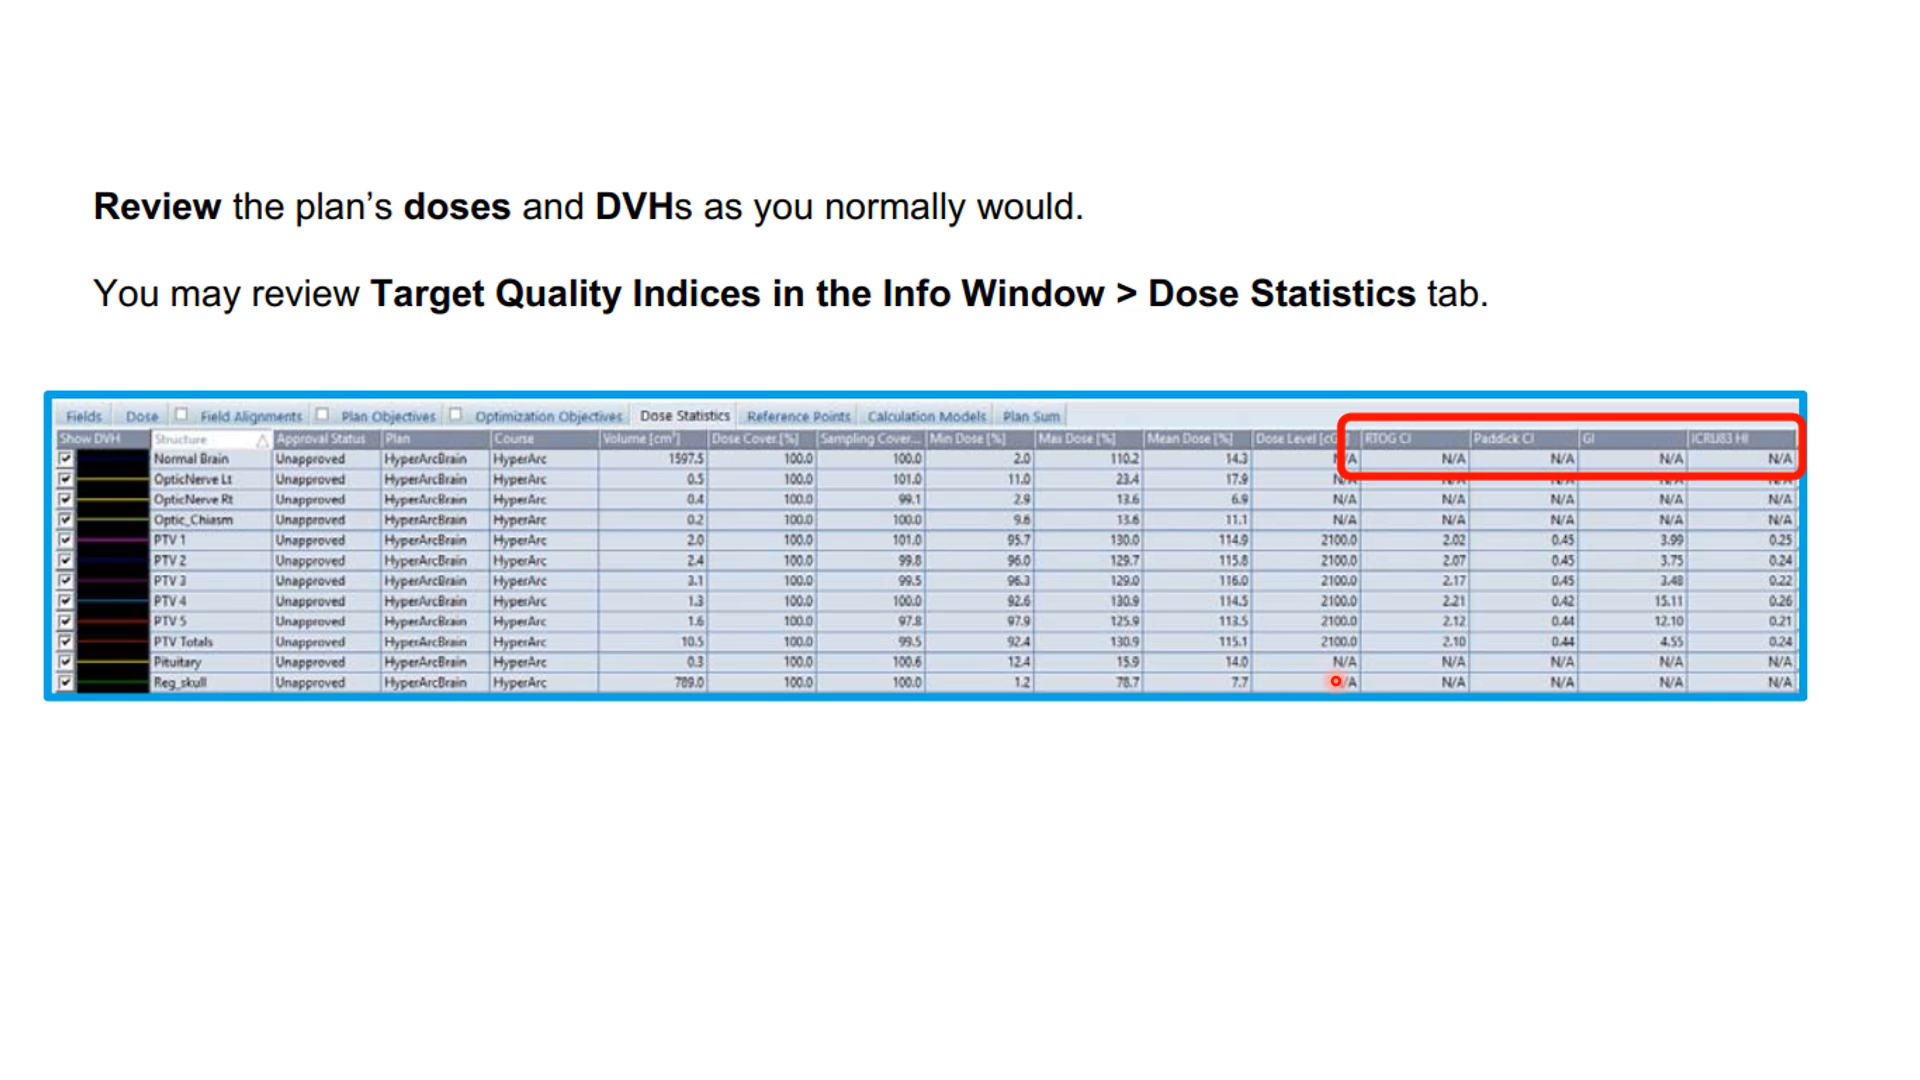 Review the plan’s doses and DVHs as you normally would.
You may review Target Quality Indices in the Info Window > Dose Statistics tab.
Fields Dose Field Alignments Plan Objectives Optimization Objectives Dose Statistics Reference Points Calculation Models Plan Sum
Show DVH Structure Approval Status Plan Course Volume [cm³] Dose Cover.[%] Sampling Cover... Min Dose [%] Max Dose [%] Mean Dose [%] Dose Level RTOG CI Paddick CI GI ICRU83 HI
Normal Brain Unapproved HyperArcBrain HyperArc 1597.5 100.0 100.0 2.0 110.2 14.3 N/A N/A N/A N/A N/A
OpticNerve Lt Unapproved HyperArcBrain HyperArc 0.5 100.0 101.0 11.0 23.4 17.9 N/A N/A N/A N/A N/A
OpticNerve Rt Unapproved HyperArcBrain HyperArc 0.4 100.0 99.1 2.9 13.6 6.9 N/A N/A N/A N/A N/A
Optic_Chiasm Unapproved HyperArcBrain HyperArc 0.2 100.0 100.0 9.6 13.6 11.1 N/A N/A N/A N/A N/A
PTV 1 Unapproved HyperArcBrain HyperArc 2.0 100.0 101.0 95.7 130.0 114.9 2100.0 2.02 0.45 3.99 0.25
PTV 2 Unapproved HyperArcBrain HyperArc 2.4 100.0 99.8 96.0 129.7 115.8 2100.0 2.07 0.45 3.75 0.24
PTV 3 Unapproved HyperArcBrain HyperArc 3.1 100.0 99.5 96.3 129.0 116.0 2100.0 2.17 0.45 3.48 0.22
PTV 4 Unapproved HyperArcBrain HyperArc 1.3 100.0 100.0 92.6 130.9 114.5 2100.0 2.21 0.42 15.11 0.26
PTV 5 Unapproved HyperArcBrain HyperArc 1.6 100.0 97.8 97.9 125.9 113.5 2100.0 2.12 0.44 12.10 0.21
PTV Totals Unapproved HyperArcBrain HyperArc 10.5 100.0 99.5 92.4 130.9 115.1 2100.0 2.10 0.44 4.55 0.24
Pituitary Unapproved HyperArcBrain HyperArc 0.3 100.0 100.6 12.4 15.9 14.0 N/A N/A N/A N/A N/A
Reg_skull Unapproved HyperArcBrain HyperArc 789.0 100.0 100.0 1.2 78.7 7.7 N/A N/A N/A N/A N/A